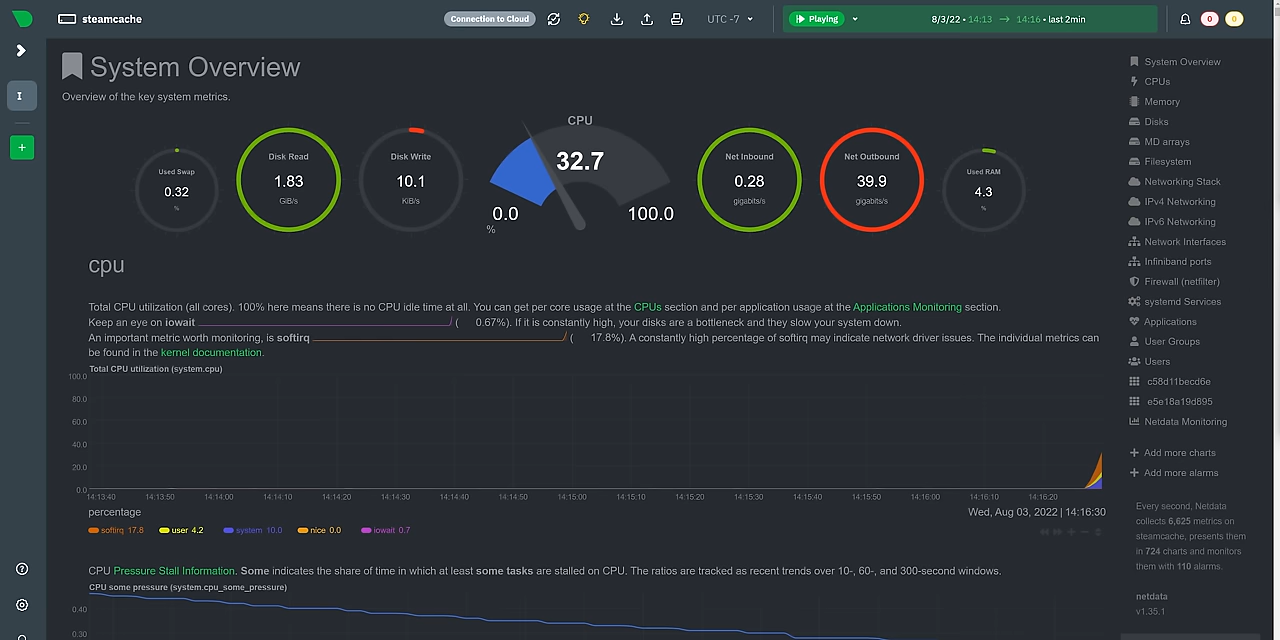 steamcache
Connection to Cloud
UTC -7
Playing
8/3/22 • 14:13 → 14:16 • last 2min
0
0
I
+
System Overview
Overview of the key system metrics.
Used Swap
0.32
%
Disk Read
1.83
GiB/s
Disk Write
10.1
KiB/s
CPU
32.7
0.0
100.0
%
Net Inbound
0.28
gigabits/s
Net Outbound
39.9
gigabits/s
Used RAM
4.3
%
cpu
Total CPU utilization (all cores). 100% here means there is no CPU idle time at all. You can get per core usage at the CPUs section and per application usage at the Applications Monitoring section.
Keep an eye on iowait ( 0.67%). If it is constantly high, your disks are a bottleneck and they slow your system down.
An important metric worth monitoring, is softirq ( 17.8%). A constantly high percentage of softirq may indicate network driver issues. The individual metrics can
be found in the kernel documentation.
Total CPU utilization (system.cpu)
100.0
80.0
60.0
40.0
20.0
0.0
14:13:40 14:13:50 14:14:00 14:14:10 14:14:20 14:14:30 14:14:40 14:14:50 14:15:00 14:15:10 14:15:20 14:15:30 14:15:40 14:15:50 14:16:00 14:16:10 14:16:20
percentage
Wed, Aug 03, 2022 | 14:16:30
softirq 17.8 user 4.2 system 10.0 nice 0.0 iowait 0.7
CPU Pressure Stall Information. Some indicates the share of time in which at least some tasks are stalled on CPU. The ratios are tracked as recent trends over 10-, 60-, and 300-second windows.
CPU some pressure (system.cpu_some_pressure)
0.40
0.30
System Overview
CPUs
Memory
Disks
MD arrays
Filesystem
Networking Stack
IPv4 Networking
IPv6 Networking
Network Interfaces
Infiniband ports
Firewall (netfilter)
systemd Services
Applications
User Groups
Users
c58d11becd6e
e5e18a19d895
Netdata Monitoring
+ Add more charts
+ Add more alarms
Every second, Netdata
collects 6,625 metrics on
steamcache, presents them
in 724 charts and monitors
them with 110 alarms.
netdata
v1.35.1